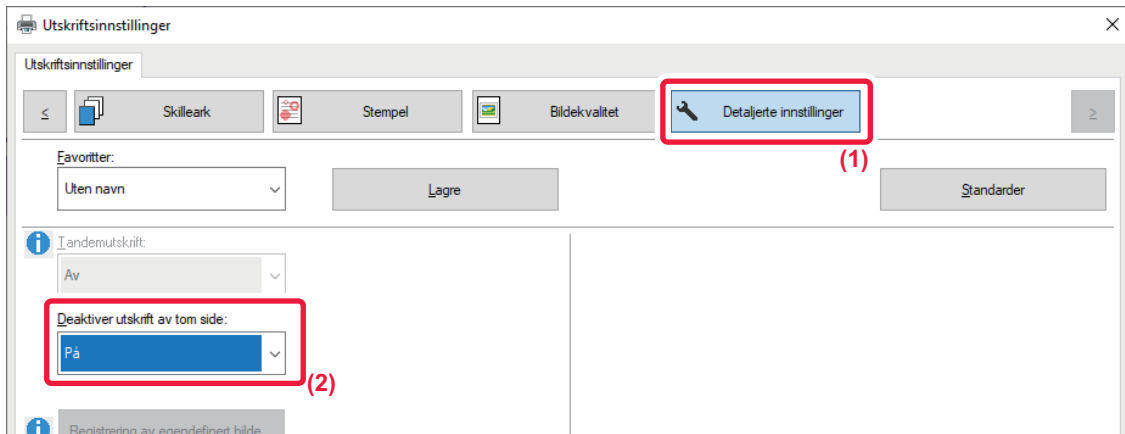 Utskriftsinnstillinger
Utskriftsinnstillinger
≤ Skilleark Stempel Bildekvalitet Detaljerte innstillinger ≥
(1)
Favoritter:
Uten navn Lagre Standarder
Tandemutskrift:
Av
Deaktiver utskrift av tom side:
På
(2)
Registrering av egendefinert bilde